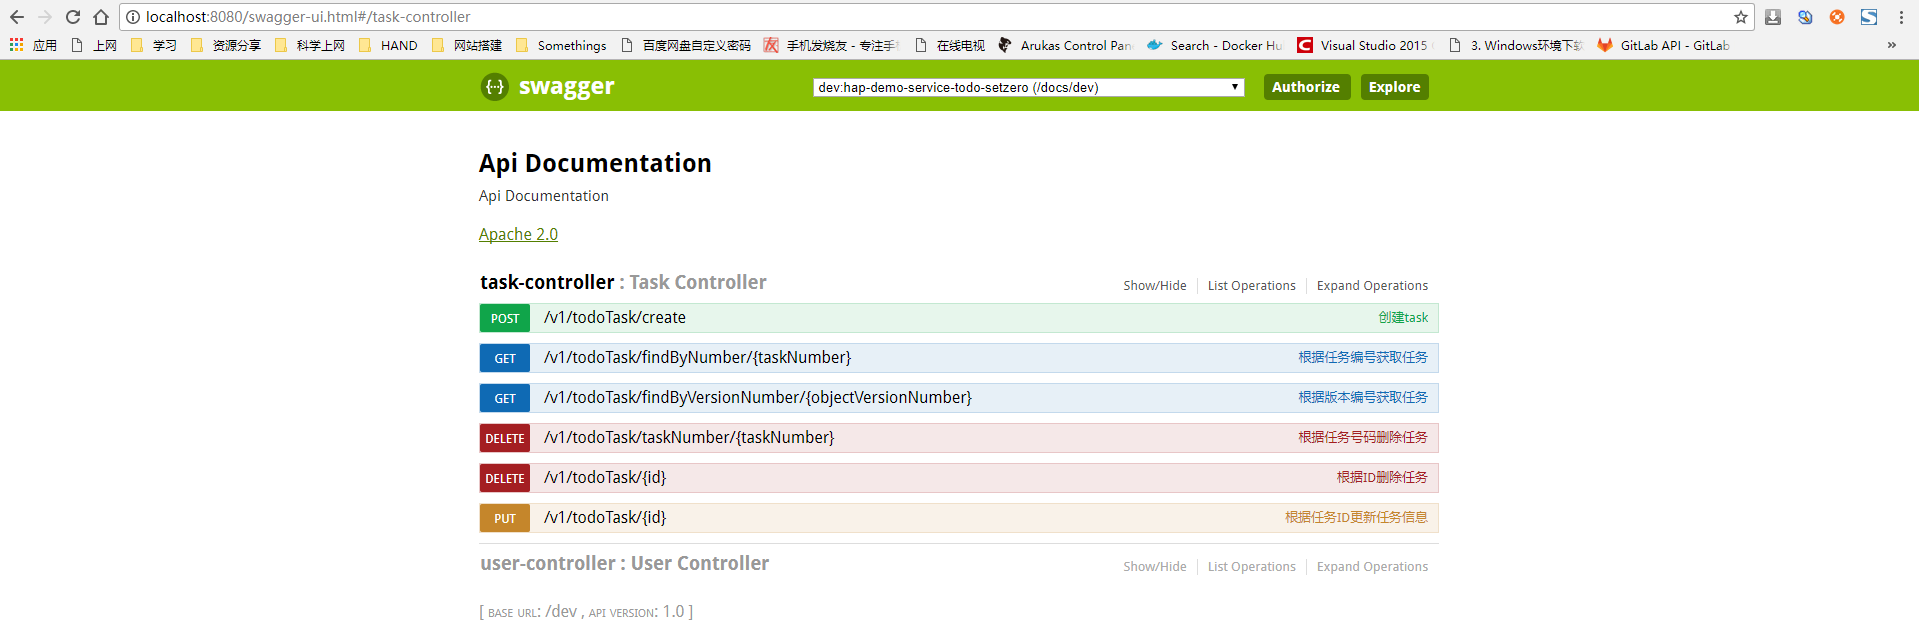 localhost:8080/swagger-ui.html#/task-controller
应用 上网 学习 资源分享 科学上网 HAND 网站搭建 Somethings 百度网盘自定义密码 手机发烧友 - 专注手 在线电视 Arukas Control Pan Search - Docker Hu Visual Studio 2015 3. Windows环境下软 GitLab API - GitLab »
{···} swagger dev:hap-demo-service-todo-setzero (/docs/dev) Authorize Explore
Api Documentation
Api Documentation
Apache 2.0
task-controller : Task Controller Show/Hide List Operations Expand Operations
POST /v1/todoTask/create 创建task
GET /v1/todoTask/findByNumber/{taskNumber} 根据任务编号获取任务
GET /v1/todoTask/findByVersionNumber/{objectVersionNumber} 根据版本编号获取任务
DELETE /v1/todoTask/taskNumber/{taskNumber} 根据任务号码删除任务
DELETE /v1/todoTask/{id} 根据ID删除任务
PUT /v1/todoTask/{id} 根据任务ID更新任务信息
user-controller : User Controller Show/Hide List Operations Expand Operations
[ BASE URL: /dev , API VERSION: 1.0 ]